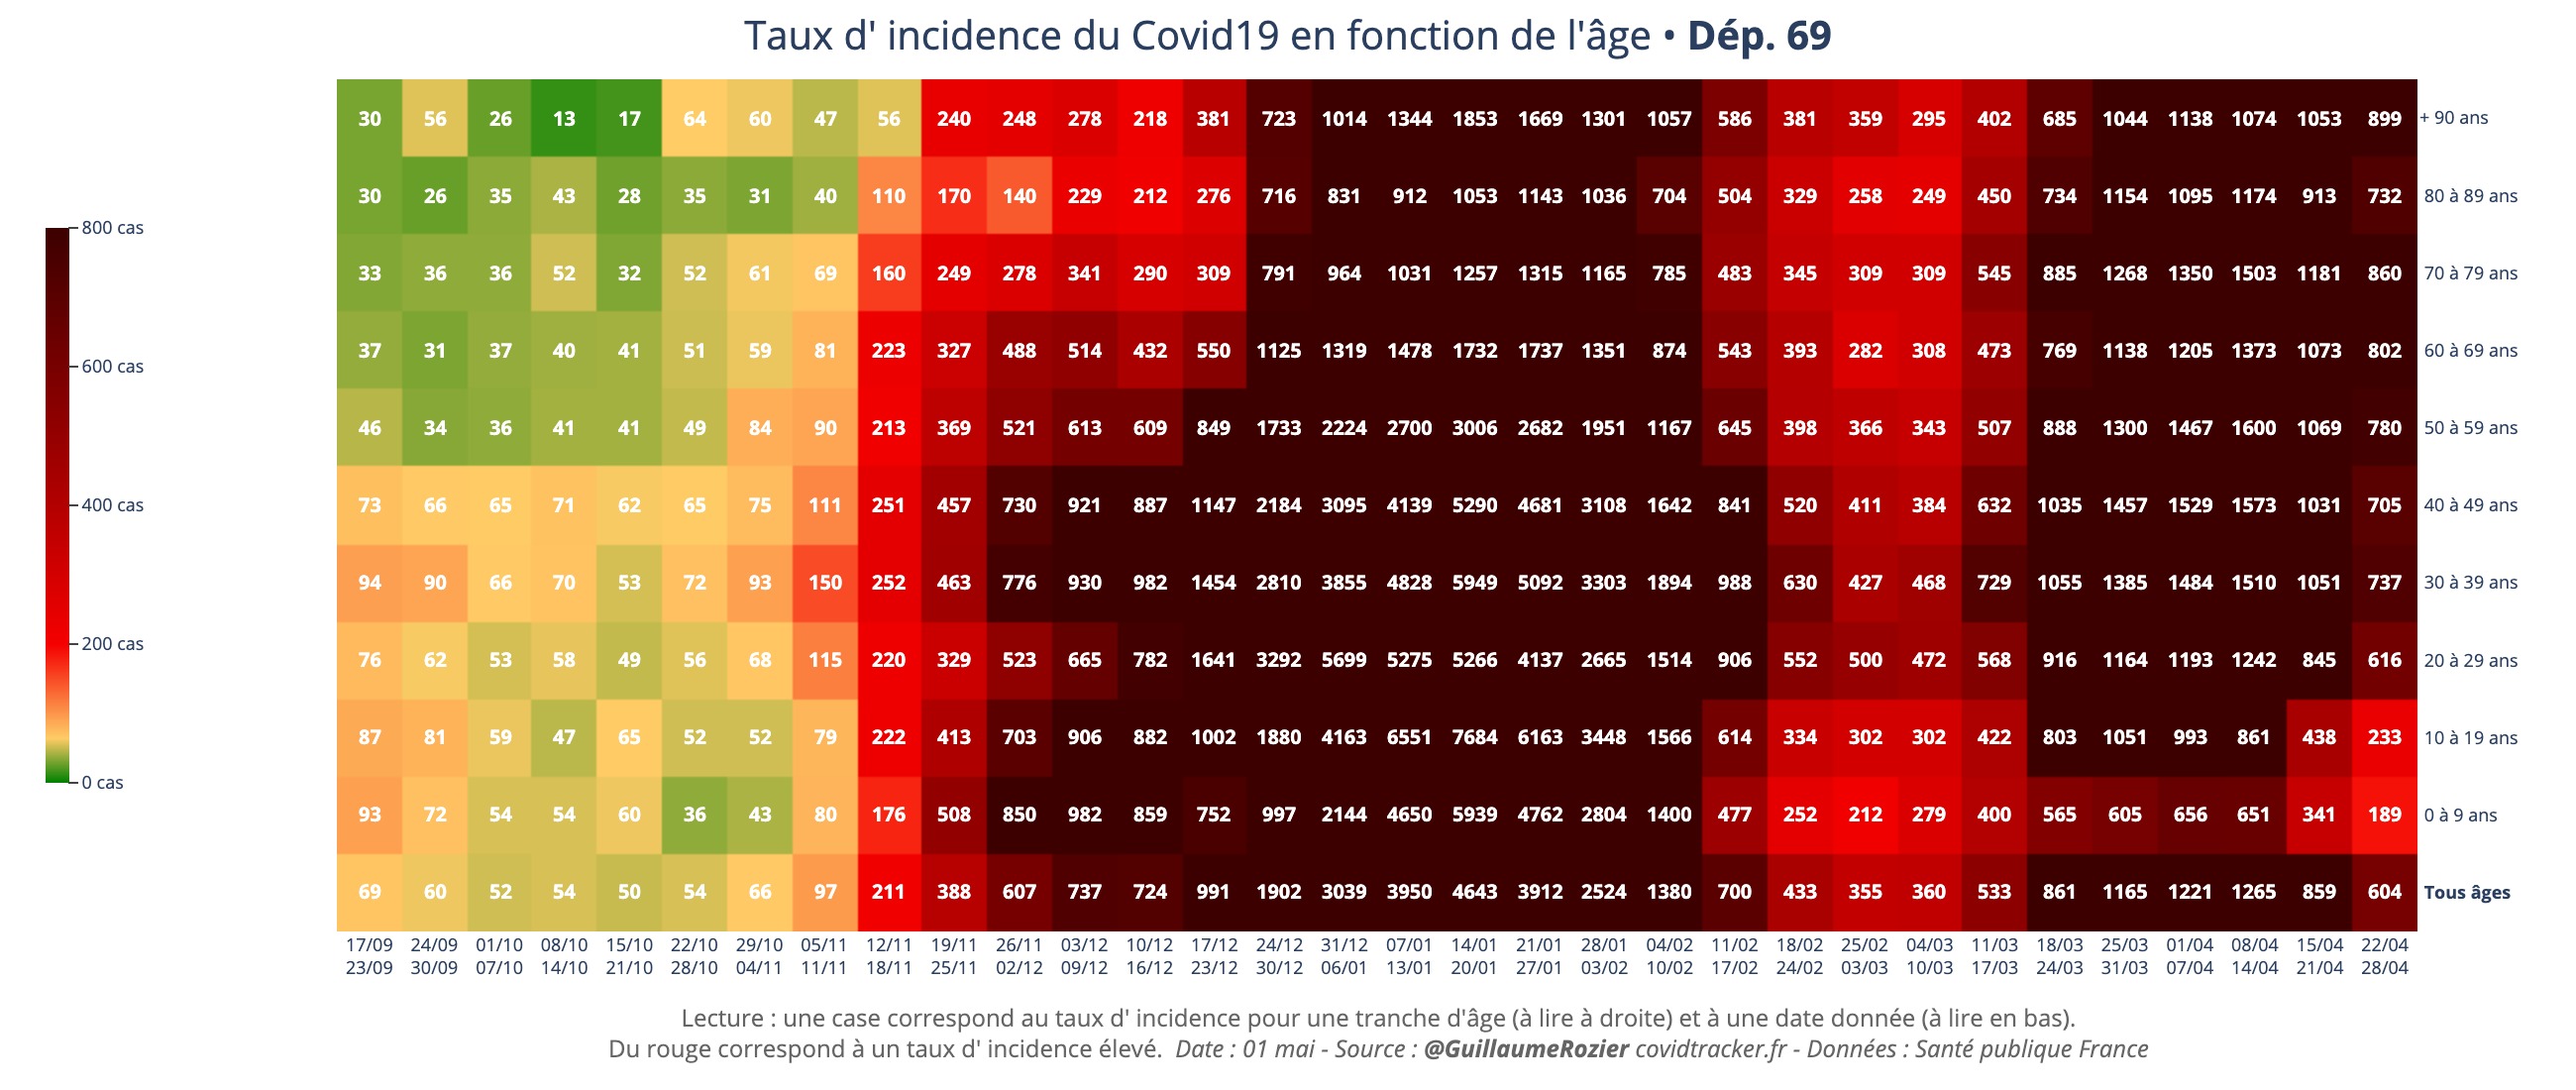 Taux d' incidence du Covid19 en fonction de l'âge • Dép. 69
800 cas
600 cas
400 cas
200 cas
0 cas
30 56 26 13 17 64 60 47 56 240 248 278 218 381 723 1014 1344 1853 1669 1301 1057 586 381 359 295 402 685 1044 1138 1074 1053 899 + 90 ans
30 26 35 43 28 35 31 40 110 170 140 229 212 276 716 831 912 1053 1143 1036 704 504 329 258 249 450 734 1154 1095 1174 913 732 80 à 89 ans
33 36 36 52 32 52 61 69 160 249 278 341 290 309 791 964 1031 1257 1315 1165 785 483 345 309 309 545 885 1268 1350 1503 1181 860 70 à 79 ans
37 31 37 40 41 51 59 81 223 327 488 514 432 550 1125 1319 1478 1732 1737 1351 874 543 393 282 308 473 769 1138 1205 1373 1073 802 60 à 69 ans
46 34 36 41 41 49 84 90 213 369 521 613 609 849 1733 2224 2700 3006 2682 1951 1167 645 398 366 343 507 888 1300 1467 1600 1069 780 50 à 59 ans
73 66 65 71 62 65 75 111 251 457 730 921 887 1147 2184 3095 4139 5290 4681 3108 1642 841 520 411 384 632 1035 1457 1529 1573 1031 705 40 à 49 ans
94 90 66 70 53 72 93 150 252 463 776 930 982 1454 2810 3855 4828 5949 5092 3303 1894 988 630 427 468 729 1055 1385 1484 1510 1051 737 30 à 39 ans
76 62 53 58 49 56 68 115 220 329 523 665 782 1641 3292 5699 5275 5266 4137 2665 1514 906 552 500 472 568 916 1164 1193 1242 845 616 20 à 29 ans
87 81 59 47 65 52 52 79 222 413 703 906 882 1002 1880 4163 6551 7684 6163 3448 1566 614 334 302 302 422 803 1051 993 861 438 233 10 à 19 ans
93 72 54 54 60 36 43 80 176 508 850 982 859 752 997 2144 4650 5939 4762 2804 1400 477 252 212 279 400 565 605 656 651 341 189 0 à 9 ans
69 60 52 54 50 54 66 97 211 388 607 737 724 991 1902 3039 3950 4643 3912 2524 1380 700 433 355 360 533 861 1165 1221 1265 859 604 Tous âges
17/09 24/09 01/10 08/10 15/10 22/10 29/10 05/11 12/11 19/11 26/11 03/12 10/12 17/12 24/12 31/12 07/01 14/01 21/01 28/01 04/02 11/02 18/02 25/02 04/03 11/03 18/03 25/03 01/04 08/04 15/04 22/04
23/09 30/09 07/10 14/10 21/10 28/10 04/11 11/11 18/11 25/11 02/12 09/12 16/12 23/12 30/12 06/01 13/01 20/01 27/01 03/02 10/02 17/02 24/02 03/03 10/03 17/03 24/03 31/03 07/04 14/04 21/04 28/04
Lecture : une case correspond au taux d' incidence pour une tranche d'âge (à lire à droite) et à une date donnée (à lire en bas).
Du rouge correspond à un taux d' incidence élevé. Date : 01 mai - Source : @GuillaumeRozier covidtracker.fr - Données : Santé publique France